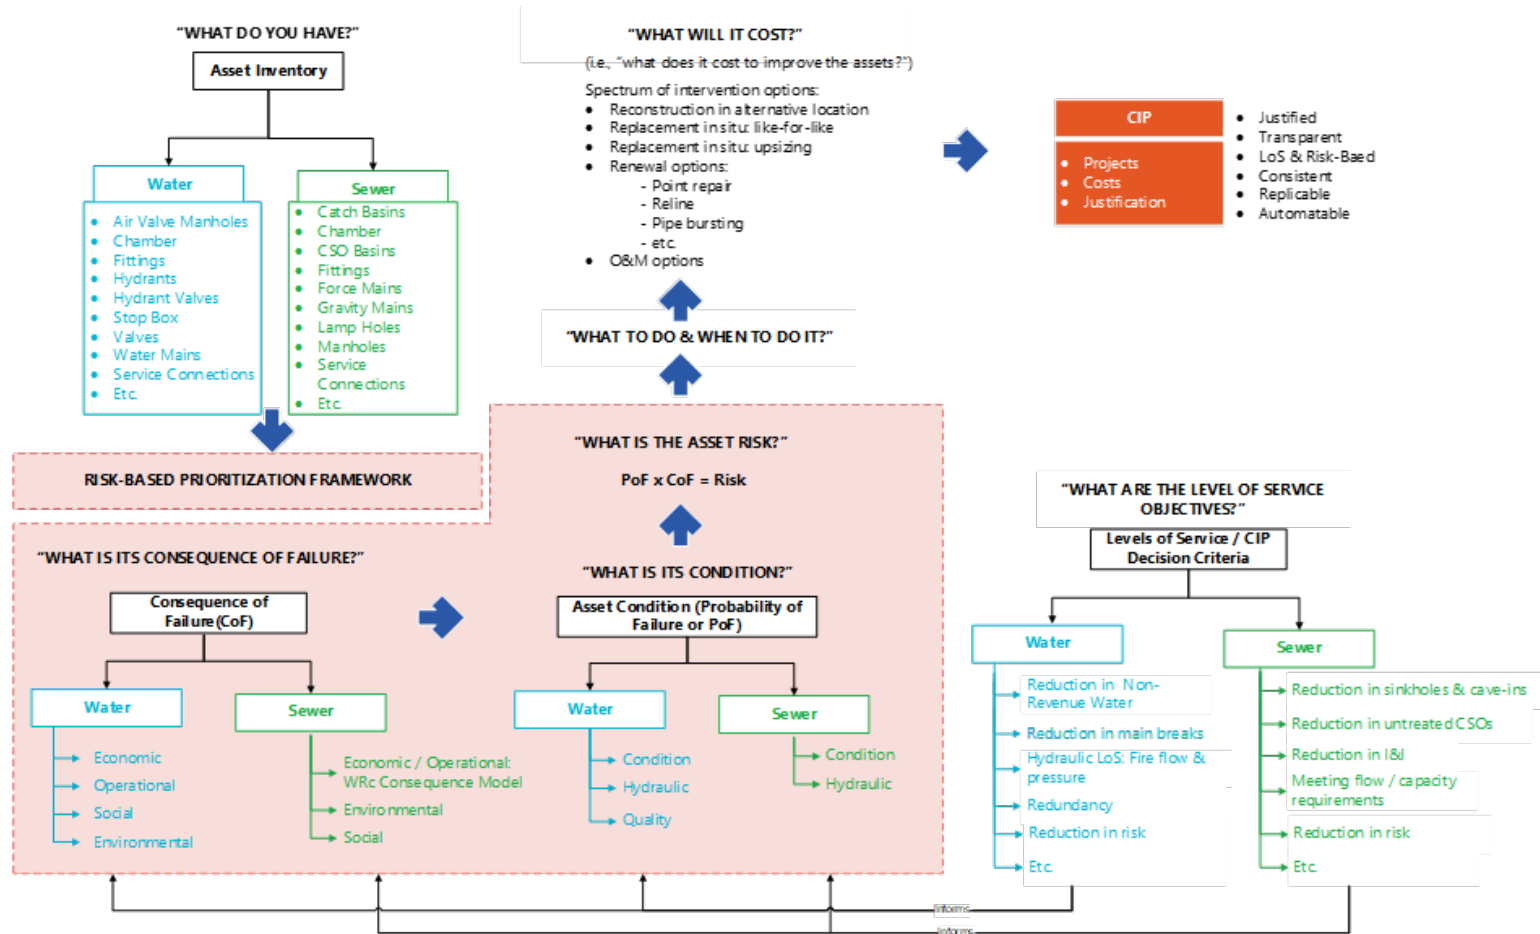 “WHAT DO YOU HAVE?”
Asset Inventory
Water
• Air Valve Manholes
• Chamber
• Fittings
• Hydrants
• Hydrant Valves
• Stop Box
• Valves
• Water Mains
• Service Connections
• Etc.
Sewer
• Catch Basins
• Chamber
• CSO Basins
• Fittings
• Force Mains
• Gravity Mains
• Lamp Holes
• Manholes
• Service
Connections
• Etc.
“WHAT WILL IT COST?”
(i.e., “what does it cost to improve the assets?”)
Spectrum of intervention options:
• Reconstruction in alternative location
• Replacement in situ: like-for-like
• Replacement in situ: upsizing
• Renewal options:
- Point repair
- Reline
- Pipe bursting
- etc.
• O&M options
CIP
• Projects
• Costs
• Justification
• Justified
• Transparent
• LoS & Risk-Baed
• Consistent
• Replicable
• Automatable
“WHAT TO DO & WHEN TO DO IT?”
RISK-BASED PRIORITIZATION FRAMEWORK
“WHAT IS THE ASSET RISK?”
PoF x CoF = Risk
“WHAT IS ITS CONSEQUENCE OF FAILURE?”
Consequence of
Failure(CoF)
Water
Economic
Operational
Social
Environmental
Sewer
Economic / Operational:
WRc Consequence Model
Environmental
Social
“WHAT IS ITS CONDITION?”
Asset Condition (Probability of
Failure or PoF)
Water
Condition
Hydraulic
Quality
Sewer
Condition
Hydraulic
“WHAT ARE THE LEVEL OF SERVICE
OBJECTIVES?”
Levels of Service / CIP
Decision Criteria
Water
Reduction in Non-
Revenue Water
Reduction in main breaks
Hydraulic LoS: Fire flow &
pressure
Redundancy
Reduction in risk
Etc.
Sewer
Reduction in sinkholes & cave-ins
Reduction in untreated CSOs
Reduction in I&I
Meeting flow / capacity
requirements
Reduction in risk
Etc.
Informs
Informs